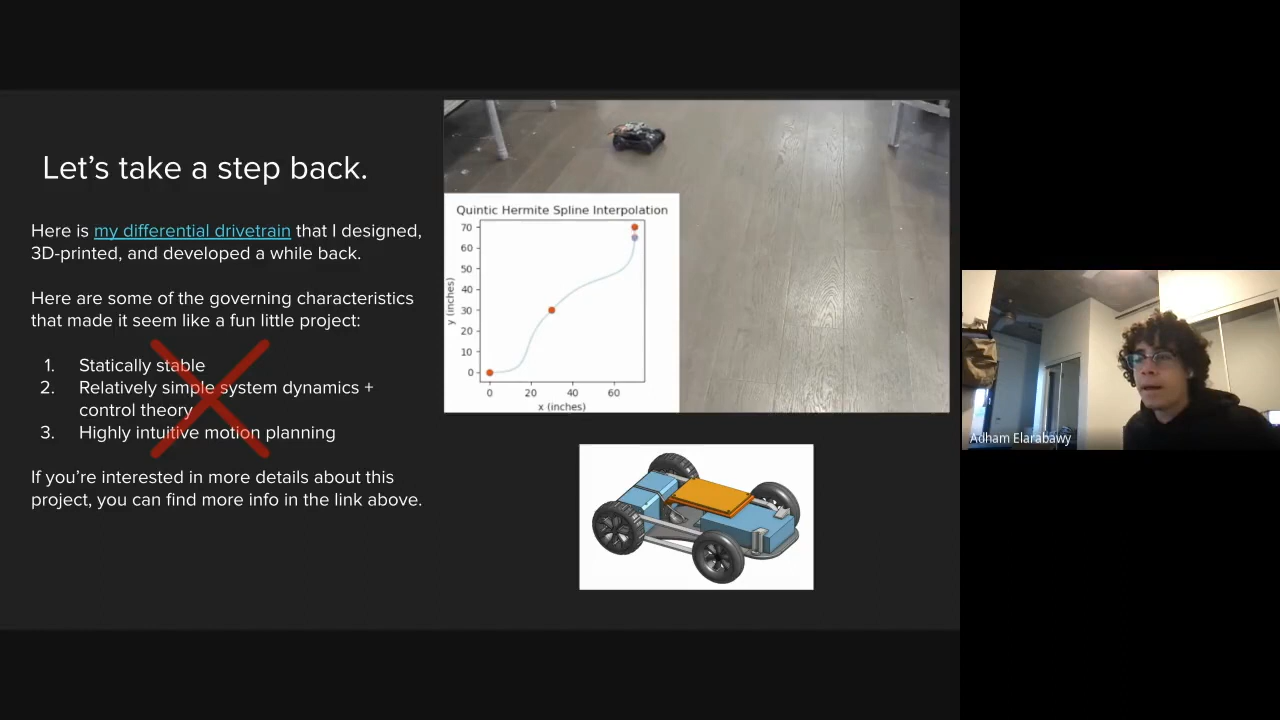 Let's take a step back.
Here is my differential drivetrain that I designed,
3D-printed, and developed a while back.
Here are some of the governing characteristics
that made it seem like a fun little project:
1. Statically stable
2. Relatively simple system dynamics +
control theory
3. Highly intuitive motion planning
If you're interested in more details about this
project, you can find more info in the link above.
Quintic Hermite Spline Interpolation
y (inches)
70
60
50
40
30
20
10
0
0 20 40 60
x (inches)
Adham Elarabawy